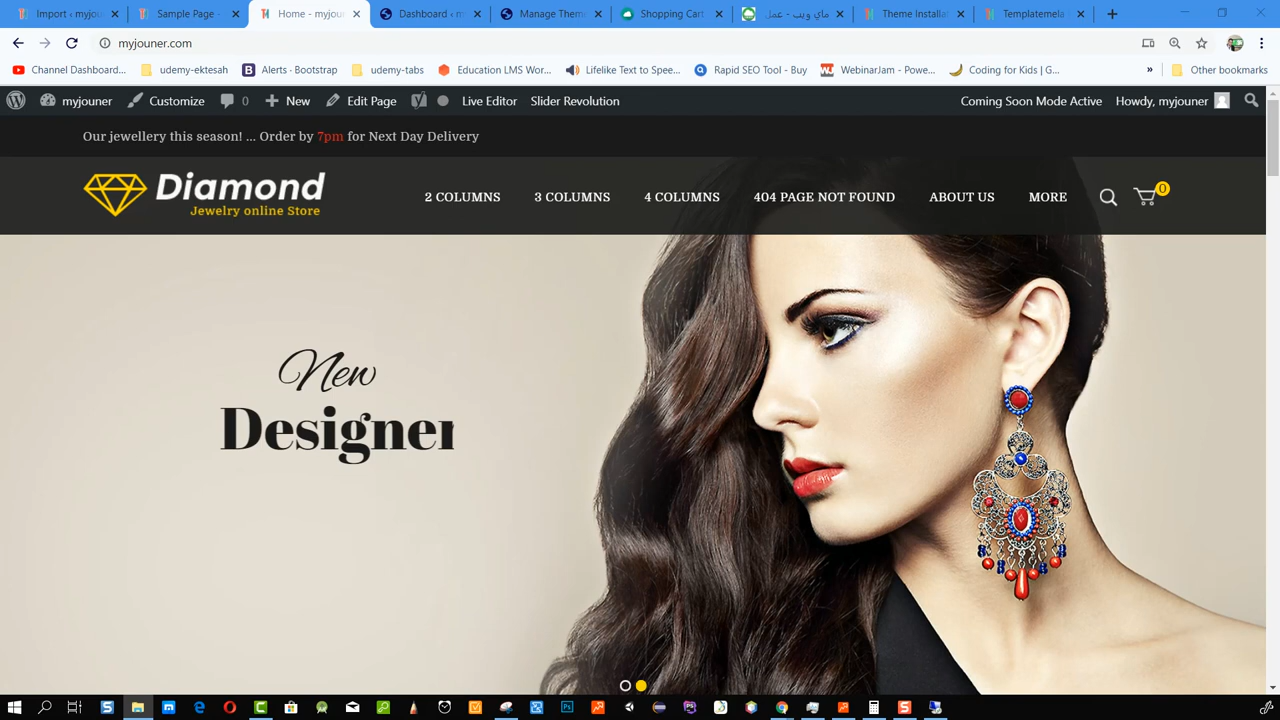 Import ‹ myjou
Sample Page -
Home - myjou
Dashboard ‹ m
Manage Them
Shopping Cart
ماي ويب - عمل
Theme Installa
Templatemela
myjouner.com
Channel Dashboard...
udemy-ektesah
Alerts · Bootstrap
udemy-tabs
Education LMS Wor...
Lifelike Text to Spee...
Rapid SEO Tool - Buy
WebinarJam - Powe...
Coding for Kids | G...
»
Other bookmarks
myjouner
Customize
0
New
Edit Page
Live Editor
Slider Revolution
Coming Soon Mode Active
Howdy, myjouner
Our jewellery this season! ... Order by 7pm for Next Day Delivery
Diamond
Jewelry online Store
2 COLUMNS
3 COLUMNS
4 COLUMNS
404 PAGE NOT FOUND
ABOUT US
MORE
0
New
Designer